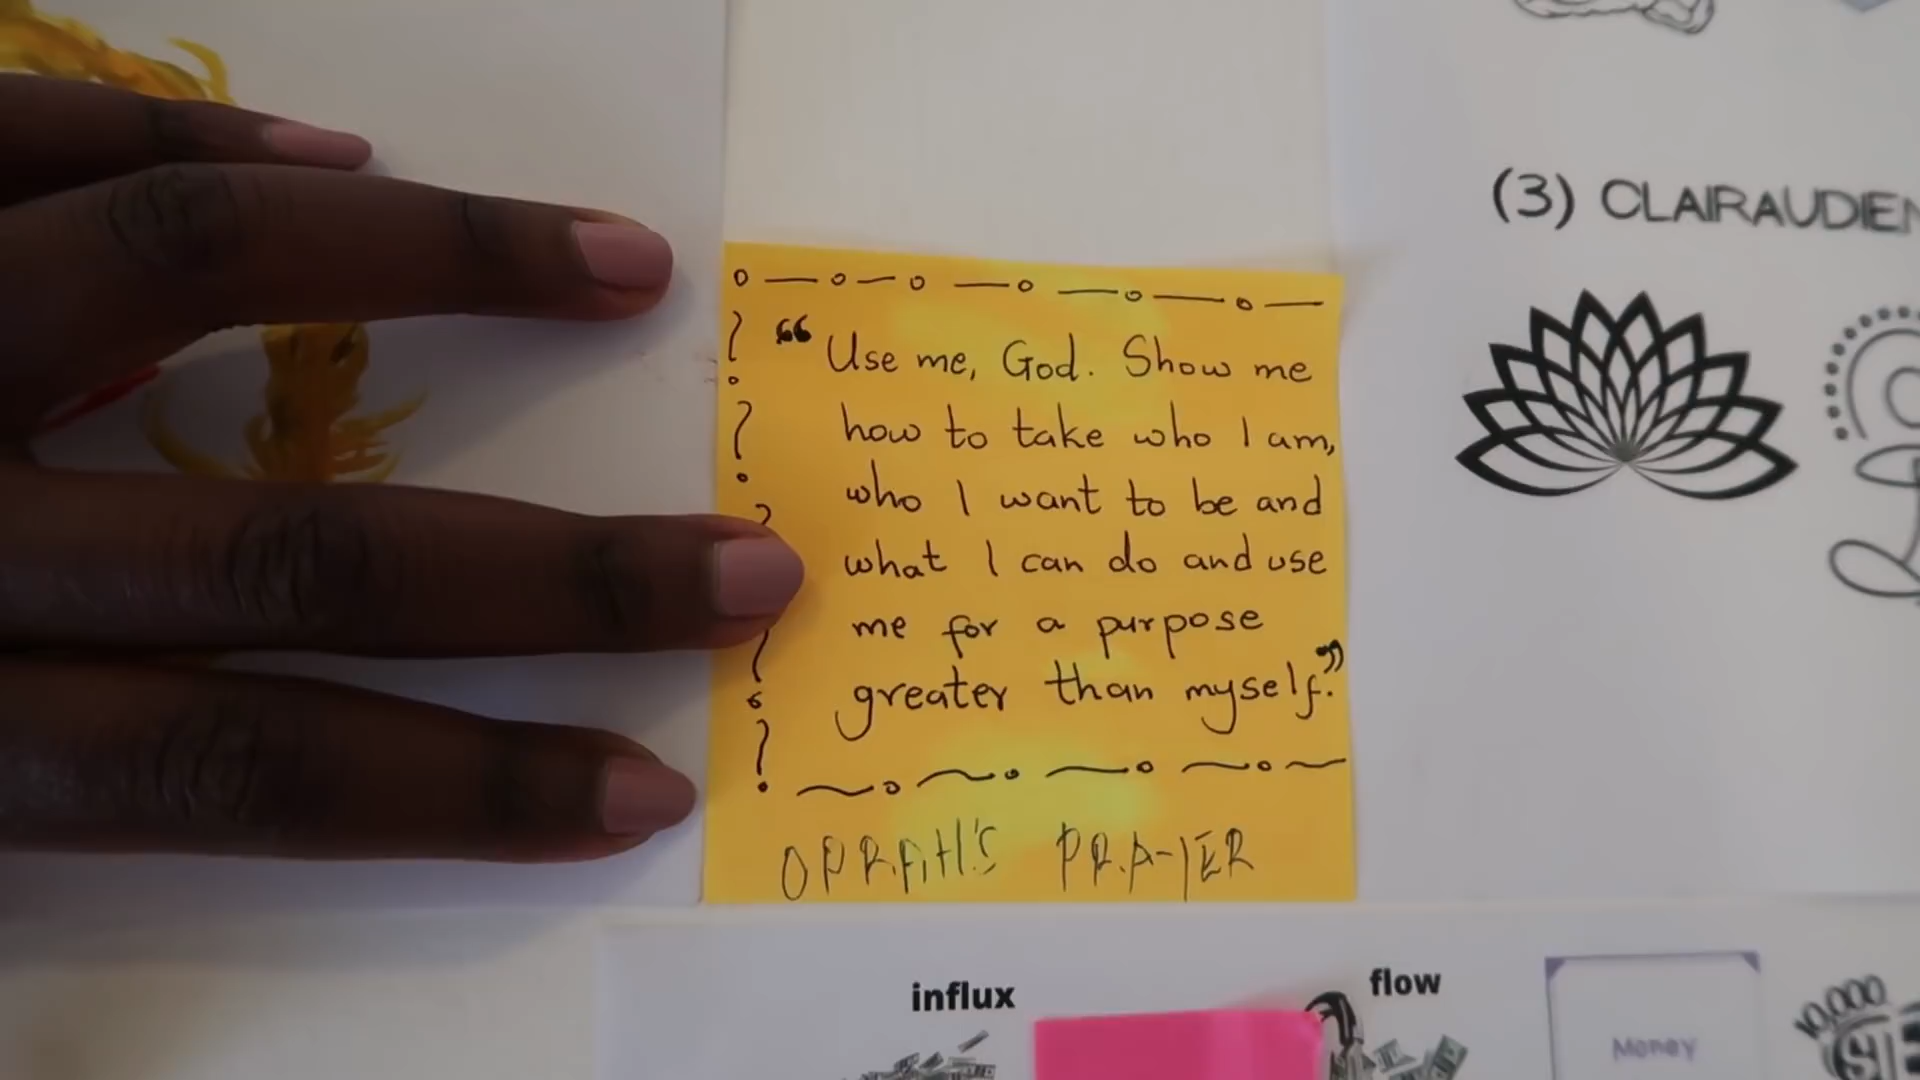 (3) CLAIRAUDIEN
“Use me, God. Show me
how to take who I am,
who I want to be and
what I can do and use
me for a purpose
greater than myself.”
OPRAH'S PRAYER
influx
flow
Money
10,000